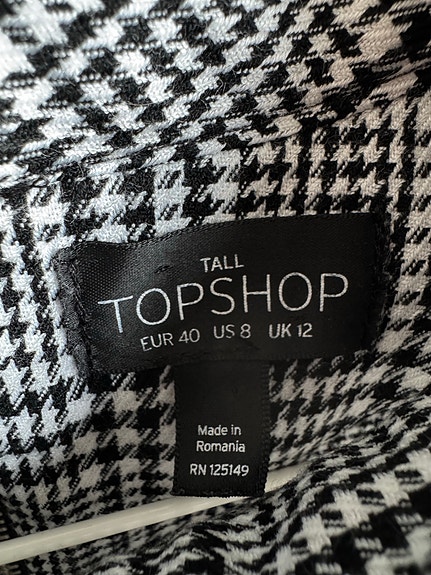 TALL
TOPSHOP
EUR 40 US 8 UK 12
Made in
Romania
RN 125149